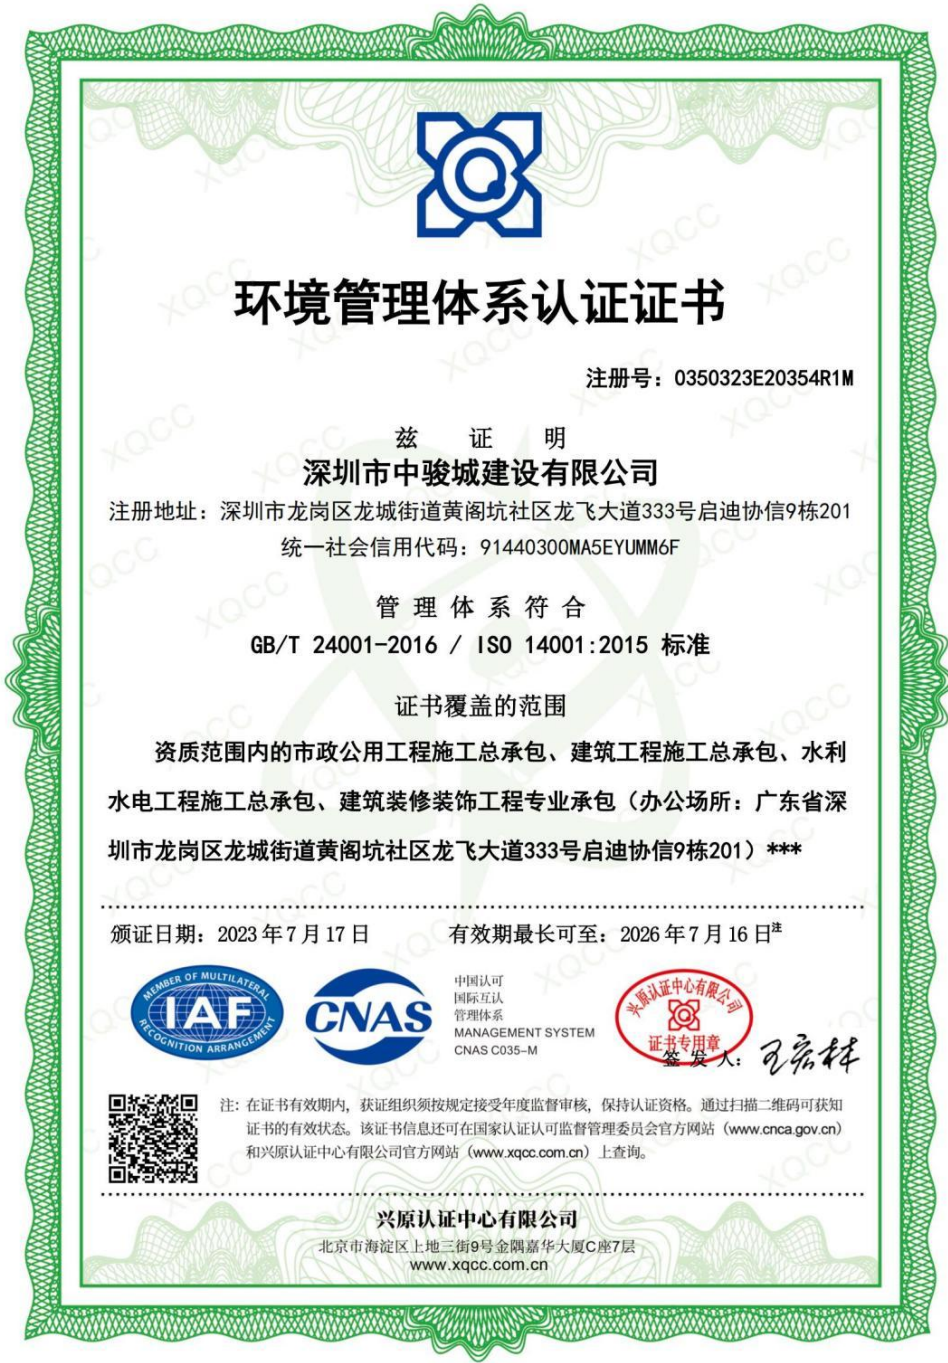 环境管理体系认证证书
注册号：0350323E20354R1M
兹 证 明
深圳市中骏城建设有限公司
注册地址：深圳市龙岗区龙城街道黄阁坑社区龙飞大道333号启迪协信9栋201
统一社会信用代码：91440300MA5EYUMM6F
管 理 体 系 符 合
GB/T 24001-2016 / ISO 14001:2015 标准
证书覆盖的范围
资质范围内的市政公用工程施工总承包、建筑工程施工总承包、水利
水电工程施工总承包、建筑装修装饰工程专业承包（办公场所：广东省深
圳市龙岗区龙城街道黄阁坑社区龙飞大道333号启迪协信9栋201）***
颁证日期：2023年7月17日 有效期最长可至：2026年7月16日注
MEMBER OF MULTILATERAL
IAF
RECOGNITION ARRANGEMENT
CNAS
中国认可
国际互认
管理体系
MANAGEMENT SYSTEM
CNAS C035-M
兴原认证中心有限公司
证书专用章
签 发 人：王宏林
注：在证书有效期内，获证组织须按规定接受年度监督审核，保持认证资格。通过扫描二维码可获知
证书的有效状态。该证书信息还可在国家认证认可监督管理委员会官方网站（www.cnca.gov.cn）
和兴原认证中心有限公司官方网站（www.xqcc.com.cn）上查询。
兴原认证中心有限公司
北京市海淀区上地三街9号金隅嘉华大厦C座7层
www.xqcc.com.cn
XQCC